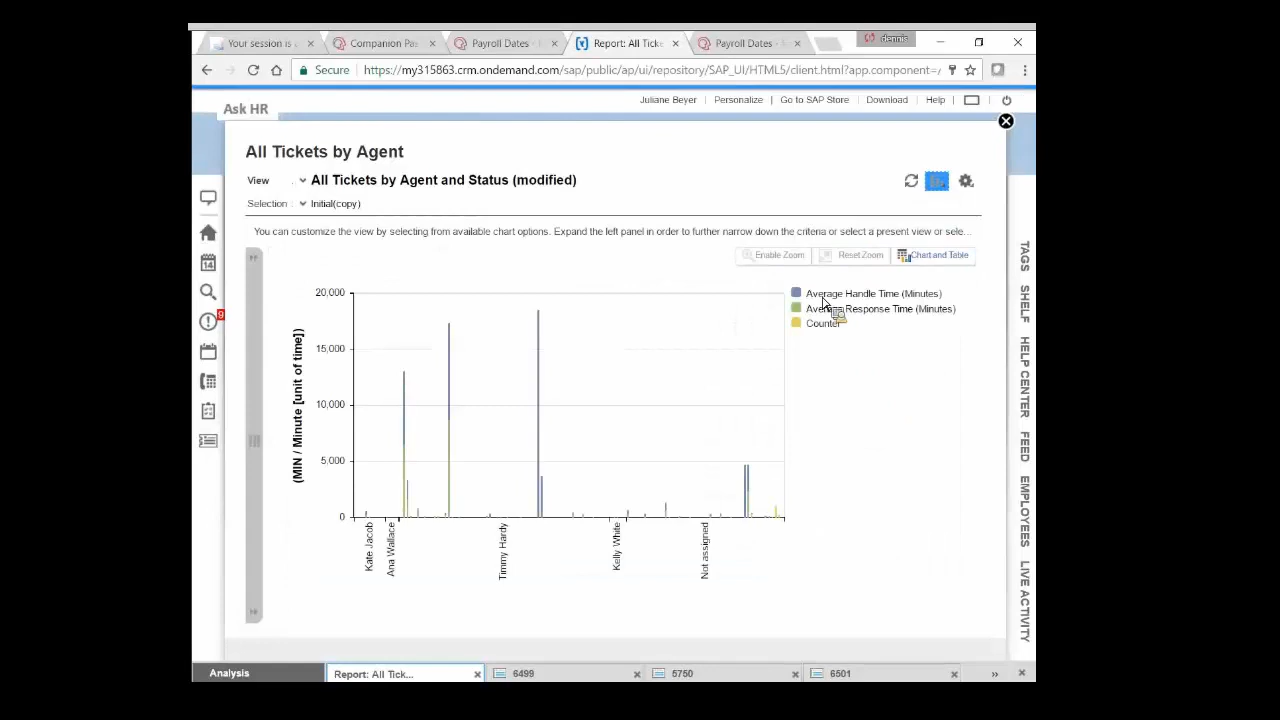 Your session is
Companion Pa
Payroll Dates -
Report: All Tick
Payroll Dates -
dennis
Secure
https://my315863.crm.ondemand.com/sap/public/ap/ui/repository/SAP_UI/HTML5/client.html?app.component=/
Juliane Beyer
Personalize
Go to SAP Store
Download
Help
Ask HR
All Tickets by Agent
View
All Tickets by Agent and Status (modified)
Selection
Initial(copy)
You can customize the view by selecting from available chart options. Expand the left panel in order to further narrow down the criteria or select a present view or sele...
Enable Zoom
Reset Zoom
Chart and Table
Average Handle Time (Minutes)
Average Response Time (Minutes)
Counter
(MIN / Minute [unit of time])
20,000
15,000
10,000
5,000
0
Kate Jacob
Ana Wallace
Timmy Hardy
Kelly White
Not assigned
14
9
TAGS
SHELF
HELP CENTER
FEED
EMPLOYEES
LIVE ACTIVITY
Analysis
Report: All Tick...
6499
5750
6501